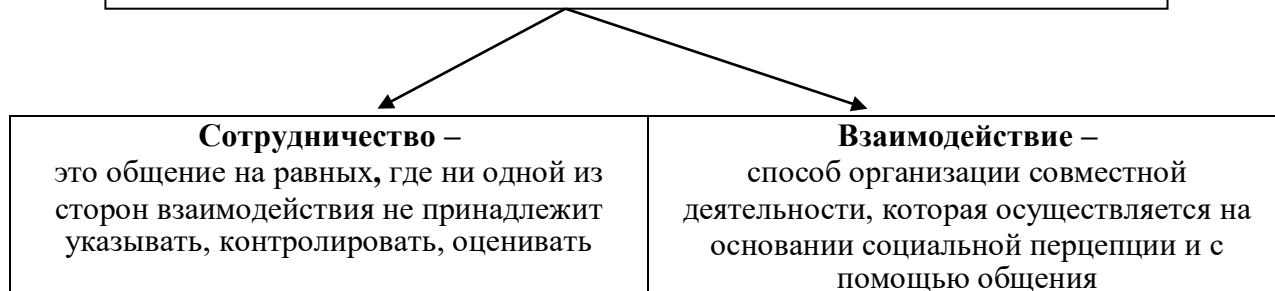 Сотрудничество –
это общение на равных, где ни одной из
сторон взаимодействия не принадлежит
указывать, контролировать, оценивать
Взаимодействие –
способ организации совместной
деятельности, которая осуществляется на
основании социальной перцепции и с
помощью общения